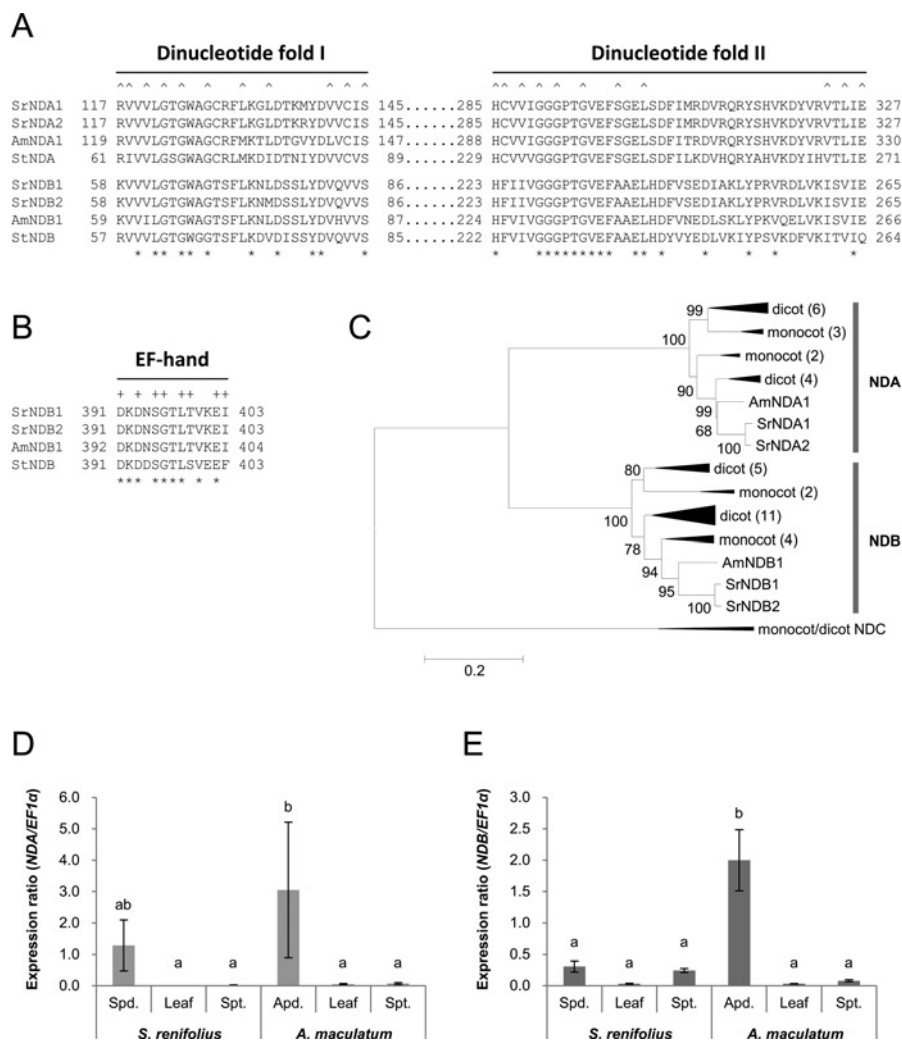 A
Dinucleotide fold I Dinucleotide fold II
SrNDA1 117 RVVVLGTGWAGCRFLKGLDTKMYDVVCIS 145......285 HCVVIGGGPTGVEFSGELSDFIMRDVRQRYSHVKDYVRVTLIE 327
SrNDA2 117 RVVVLGTGWAGCRFLKGLDTKRYDVVCIS 145......285 HCVVIGGGPTGVEFSGELSDFIMRDVRQRYSHVKDYVRVTLIE 327
AmNDA1 119 RVVVLGTGWAGCRFMKTLDTGVYDLVCIS 147......288 HCVVIGGGPTGVEFSGELSDFITRDVRQRYSHVKDYVRVTLIE 330
StNDA 61 RIVVLGSGWAGCRLMKDIDTNIYDVVCVS 89......229 HCVVVGGGPTGVEFSGELSDFILKDVHQRYAHVKDYIHVTLIE 271
SrNDB1 58 KVVVLGTGWAGTSFLKNLDSSLYDVQVVS 86......223 HFIIVGGGPTGVEFAAELHDFVSEDIAKLYPRVRDLVKISVIE 265
SrNDB2 58 KVVVLGTGWAGTSFLKNMDSSLYDVQVVS 86......223 HFIIVGGGPTGVEFAAELHDFVSEDIAKLYPRVRDLVKISVIE 265
AmNDB1 59 KVVILGTGWAGTSFLKNLDSSLYDVHVVS 87......224 HFVIVGGGPTGVEFAAELHDFVNEDLSKLYPKVQELVKISVIE 266
StNDB 57 RVVVLGTGWGGTSFLKDVDISSYDVQVVS 85......222 HFVIVGGGPTGVEFAAELHDYVYEDLVKIYPSVKDFVKITVIQ 264
B
EF-hand
+ + ++ ++ ++
SrNDB1 391 DKDNSGTLTVKEI 403
SrNDB2 391 DKDNSGTLTVKEI 403
AmNDB1 392 DKDNSGTLTVKEI 404
StNDB 391 DKDDSGTLSVEEF 403
*** **** * *
C
99
dicot (6)
100
monocot (3)
monocot (2)
90
dicot (4)
NDA
99
AmNDA1
68
SrNDA1
100
SrNDA2
80
dicot (5)
monocot (2)
100
dicot (11)
NDB
78
monocot (4)
94
AmNDB1
95
SrNDB1
100
SrNDB2
monocot/dicot NDC
0.2
D
Expression ratio (NDA/EF1α)
6.0
5.0
4.0
3.0
2.0
1.0
0.0
ab a a b a a
Spd. Leaf Spt. Apd. Leaf Spt.
S. renifolius A. maculatum
E
Expression ratio (NDB/EF1α)
3.0
2.5
2.0
1.5
1.0
0.5
0.0
a a a b a a
Spd. Leaf Spt. Apd. Leaf Spt.
S. renifolius A. maculatum